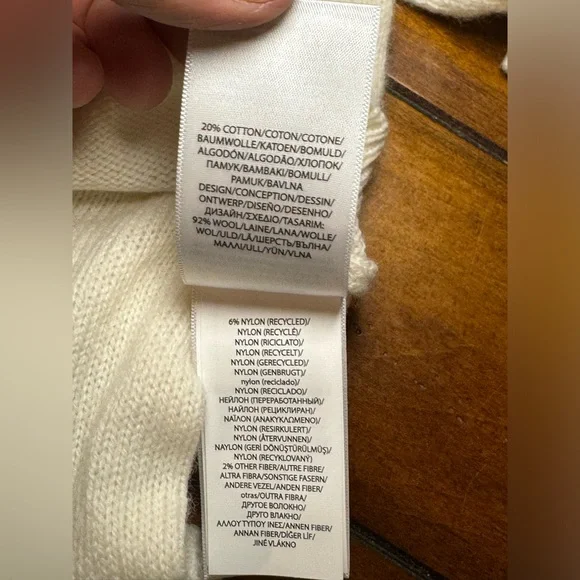 20% COTTON/COTON/COTONE/
BAUMWOLLE/KATOEN/BOMULD/
ALGODÓN/ALGODÃO/ΧΛΟΠΟΚ/
ПАМУК/BAMBAKI/BOMULL/
PAMUK/BAVLNA
DESIGN/CONCEPTION/DESSIN/
ONTWERP/DISEÑO/DESENHO/
ДИЗАЙН/ΣΧΕΔΙΟ/TASARIM:
92% WOOL/LAINE/LANA/WOLLE/
WOL/ULD/LÃ/ШЕРСТЬ/ВЪЛНА/
ΜΑΛΛΙ/ULL/YÜN/VLNA
6% NYLON (RECYCLED)/
NYLON (RECYCLÉ)/
NYLON (RICICLATO)/
NYLON (RECYCELT)/
NYLON (GERECYCLED)/
NYLON (GENBRUGT)/
nylon (reciclado)/
NYLON (RECICLADO)/
НЕЙЛОН (ПЕРЕРАБОТАННЫЙ)/
НАЙЛОН (РЕЦИКЛИРАН)/
ΝΑΪΛΟΝ (ΑΝΑΚΥΚΛΩΜΕΝΟ)/
NYLON (RESIRKULERT)/
NYLON (ÅTERVUNNEN)/
NAYLON (GERİ DÖNÜŞTÜRÜLMÜŞ)/
NYLON (RECYKLOVANÝ)
2% OTHER FIBER/AUTRE FIBRE/
ALTRA FIBRA/SONSTIGE FASERN/
ANDERE VEZEL/ANDEN FIBER/
otras/OUTRA FIBRA/
ДРУГОЕ ВОЛОКНО/
ДРУГО ВЛАКНО/
ΑΛΛΟΥ ΤΥΠΟΥ ΙΝΕΣ/ANNEN FIBER/
ANNAN FIBER/DİĞER LİF/
JINÉ VLÁKNO